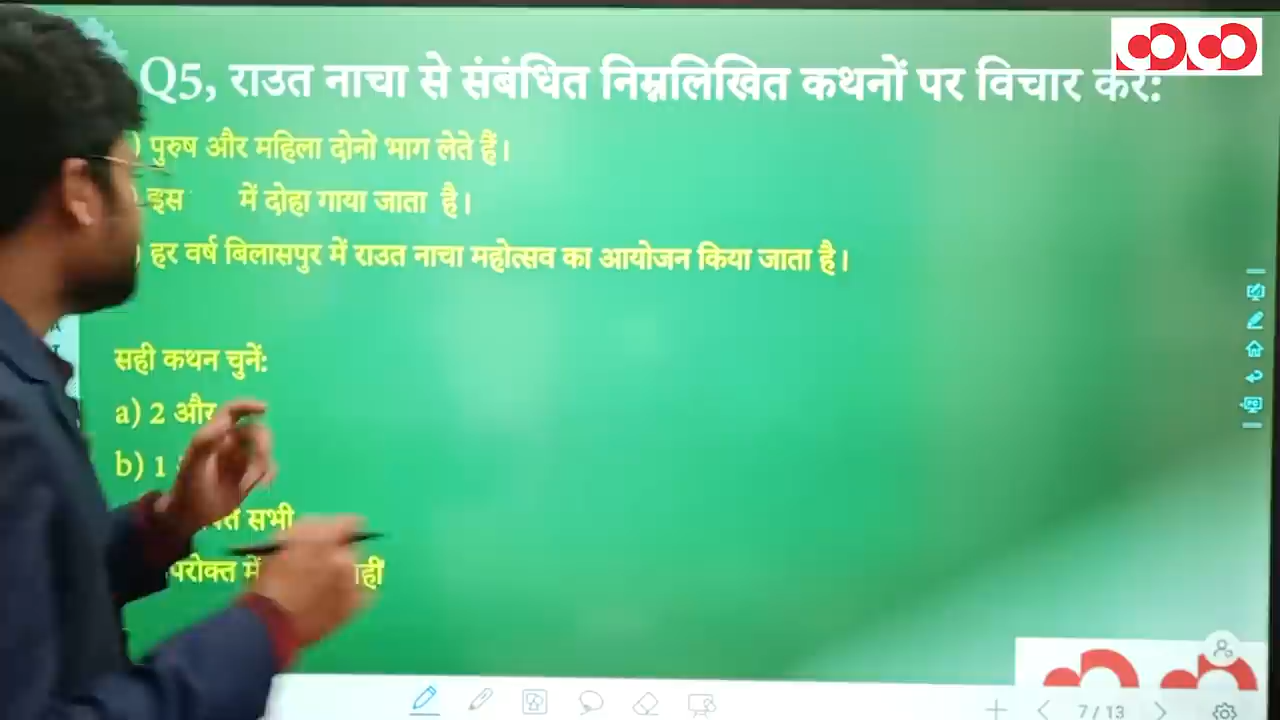 Q5, राउत नाचा से संबंधित निम्नलिखित कथनों पर विचार करें:
) पुरुष और महिला दोनों भाग लेते हैं।
) इस में दोहा गाया जाता है।
) हर वर्ष बिलासपुर में राउत नाचा महोत्सव का आयोजन किया जाता है।
सही कथन चुनें:
a) 2 और
b) 1
सभी
में
7 / 13